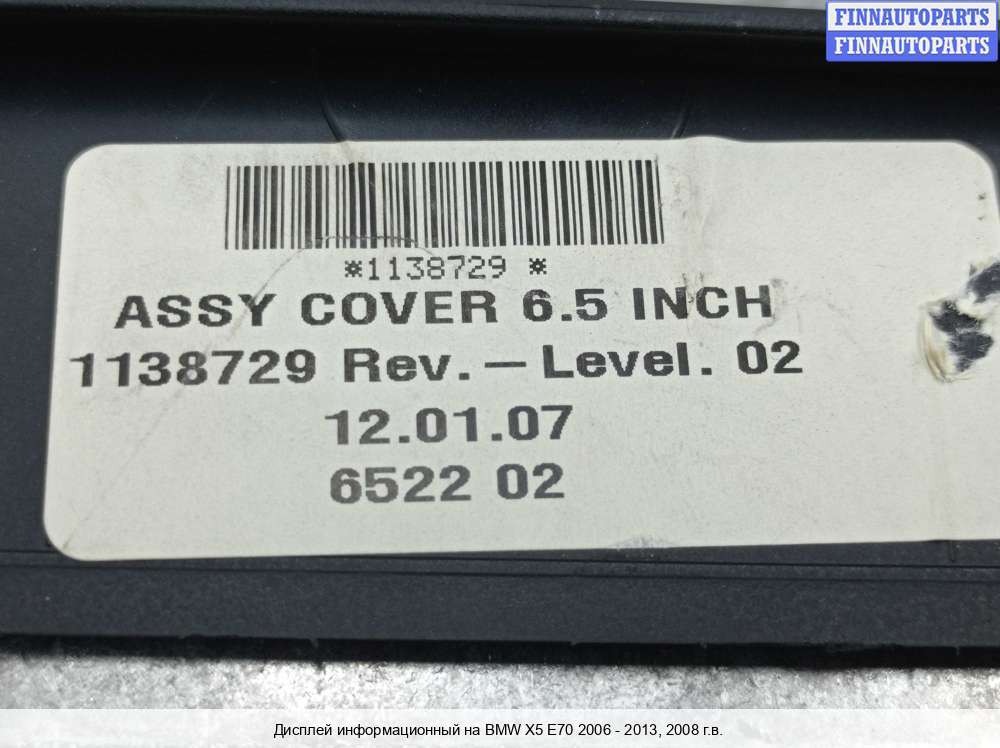 FINNAUTOPARTS
FINNAUTOPARTS
*1138729 *
ASSY COVER 6.5 INCH
1138729 Rev. – Level. 02
12.01.07
6522 02
Дисплей информационный на BMW X5 E70 2006 - 2013, 2008 г.в.